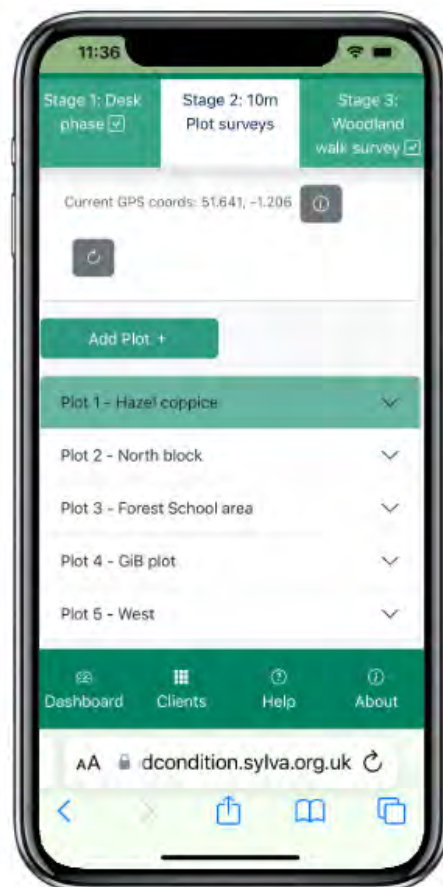 11:36
Stage 1: Desk
phase
Stage 2: 10m
Plot surveys
Stage 3:
Woodland
walk survey
Current GPS coords: 51.641, -1.206
Add Plot +
Plot 1 - Hazel coppice
Plot 2 - North block
Plot 3 - Forest School area
Plot 4 - GiB plot
Plot 5 - West
Dashboard
Clients
Help
About
AA
dcondition.sylva.org.uk